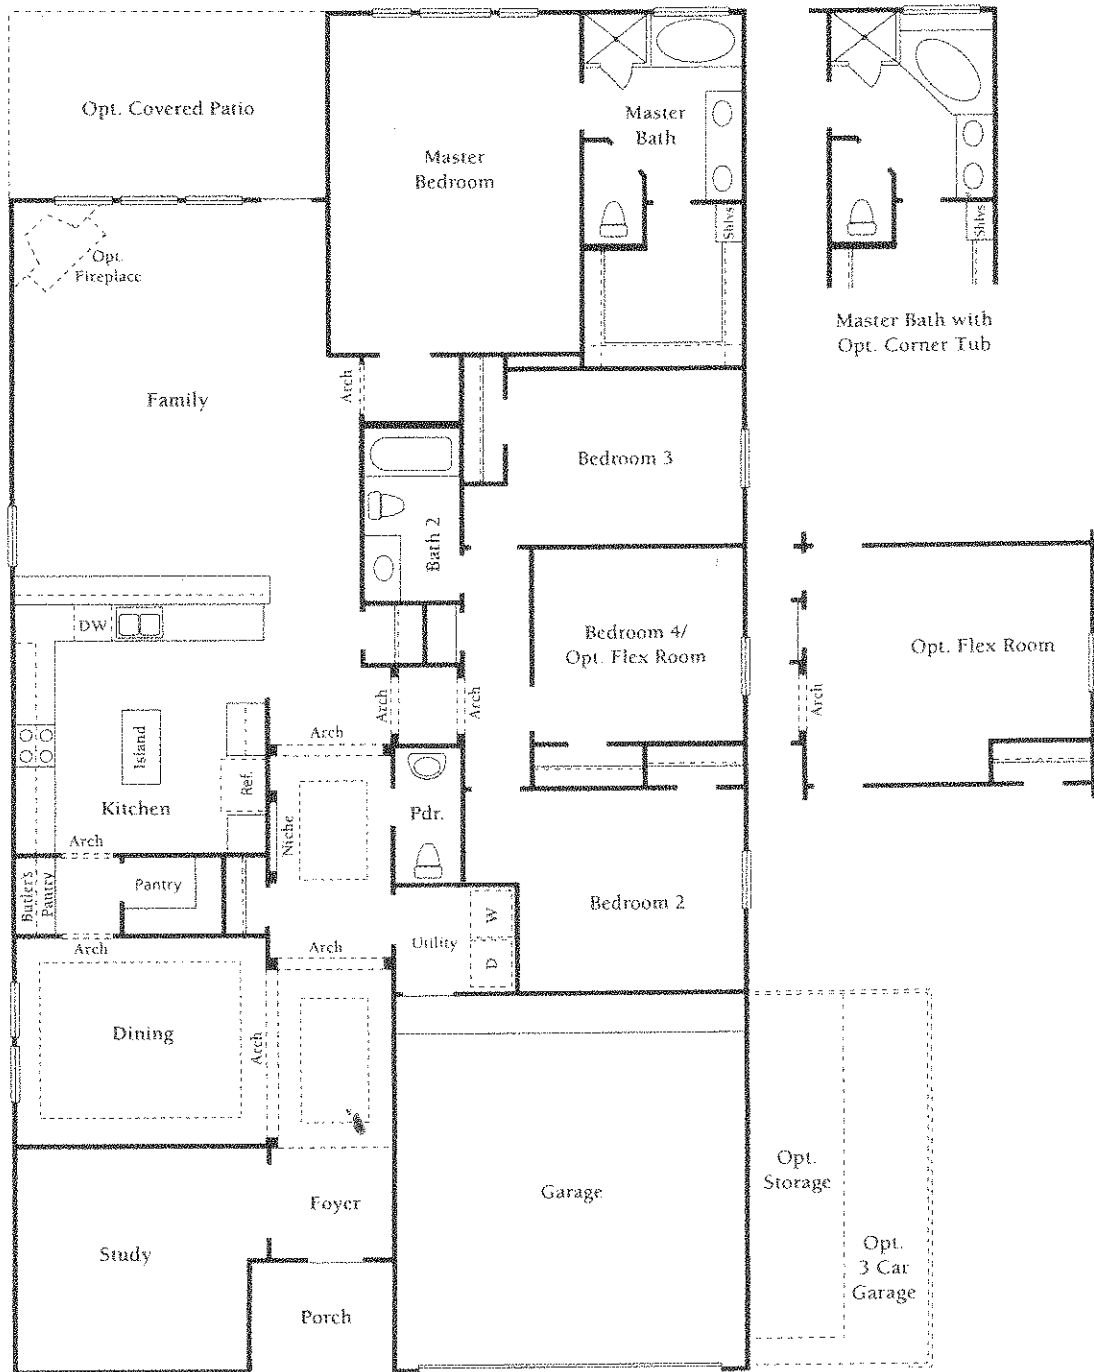 Opt. Covered Patio
Master
Bedroom
Master
Bath
Shlvs
Shlvs
Master Bath with
Opt. Corner Tub
Opt.
Fireplace
Family
Arch
Bedroom 3
Bath 2
DW
Bedroom 4/
Opt. Flex Room
Opt. Flex Room
Arch
Arch
Arch
Arch
Island
Ref.
Kitchen
Arch
Niche
Pdr.
Butler's
Pantry
Pantry
Bedroom 2
W
D
Utility
Arch
Arch
Dining
Arch
Opt.
Storage
Garage
Foyer
Study
Opt.
3 Car
Garage
Porch